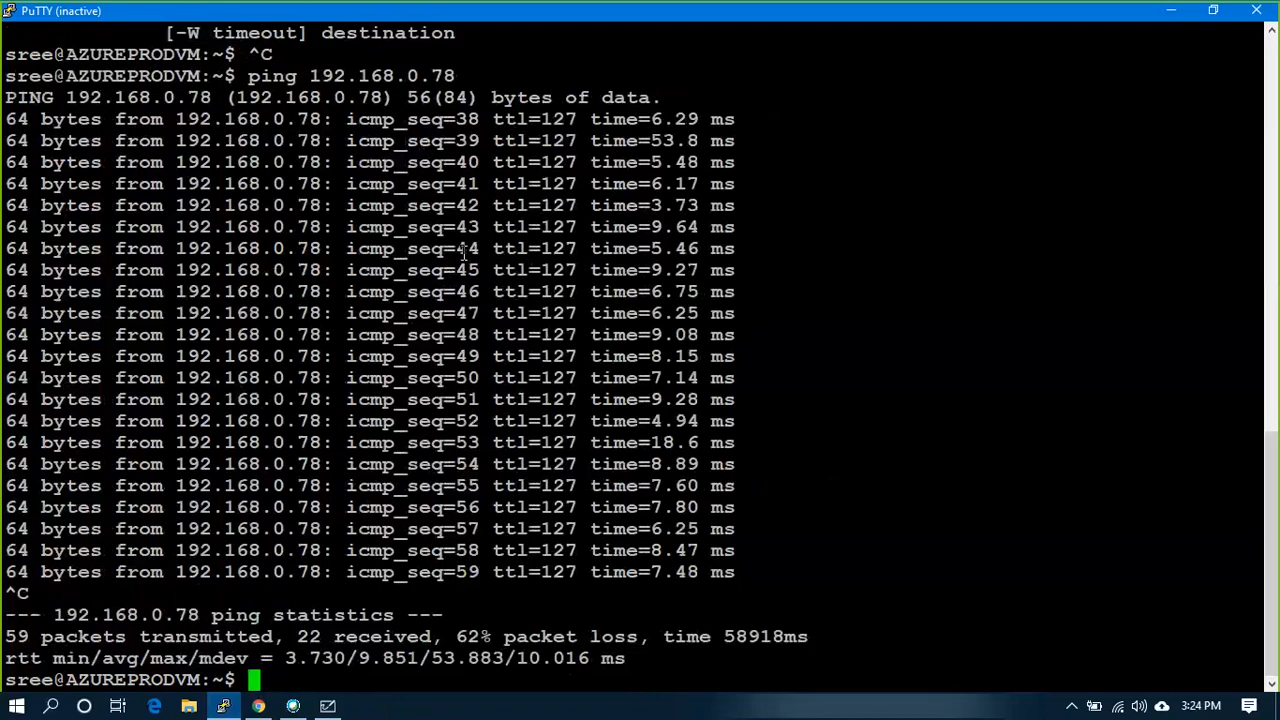 PuTTY (inactive)
[-W timeout] destination
sree@AZUREPRODVM:~$ ^C
sree@AZUREPRODVM:~$ ping 192.168.0.78
PING 192.168.0.78 (192.168.0.78) 56(84) bytes of data.
64 bytes from 192.168.0.78: icmp_seq=38 ttl=127 time=6.29 ms
64 bytes from 192.168.0.78: icmp_seq=39 ttl=127 time=53.8 ms
64 bytes from 192.168.0.78: icmp_seq=40 ttl=127 time=5.48 ms
64 bytes from 192.168.0.78: icmp_seq=41 ttl=127 time=6.17 ms
64 bytes from 192.168.0.78: icmp_seq=42 ttl=127 time=3.73 ms
64 bytes from 192.168.0.78: icmp_seq=43 ttl=127 time=9.64 ms
64 bytes from 192.168.0.78: icmp_seq=44 ttl=127 time=5.46 ms
64 bytes from 192.168.0.78: icmp_seq=45 ttl=127 time=9.27 ms
64 bytes from 192.168.0.78: icmp_seq=46 ttl=127 time=6.75 ms
64 bytes from 192.168.0.78: icmp_seq=47 ttl=127 time=6.25 ms
64 bytes from 192.168.0.78: icmp_seq=48 ttl=127 time=9.08 ms
64 bytes from 192.168.0.78: icmp_seq=49 ttl=127 time=8.15 ms
64 bytes from 192.168.0.78: icmp_seq=50 ttl=127 time=7.14 ms
64 bytes from 192.168.0.78: icmp_seq=51 ttl=127 time=9.28 ms
64 bytes from 192.168.0.78: icmp_seq=52 ttl=127 time=4.94 ms
64 bytes from 192.168.0.78: icmp_seq=53 ttl=127 time=18.6 ms
64 bytes from 192.168.0.78: icmp_seq=54 ttl=127 time=8.89 ms
64 bytes from 192.168.0.78: icmp_seq=55 ttl=127 time=7.60 ms
64 bytes from 192.168.0.78: icmp_seq=56 ttl=127 time=7.80 ms
64 bytes from 192.168.0.78: icmp_seq=57 ttl=127 time=6.25 ms
64 bytes from 192.168.0.78: icmp_seq=58 ttl=127 time=8.47 ms
64 bytes from 192.168.0.78: icmp_seq=59 ttl=127 time=7.48 ms
^C
--- 192.168.0.78 ping statistics ---
59 packets transmitted, 22 received, 62% packet loss, time 58918ms
rtt min/avg/max/mdev = 3.730/9.851/53.883/10.016 ms
sree@AZUREPRODVM:~$
3:24 PM